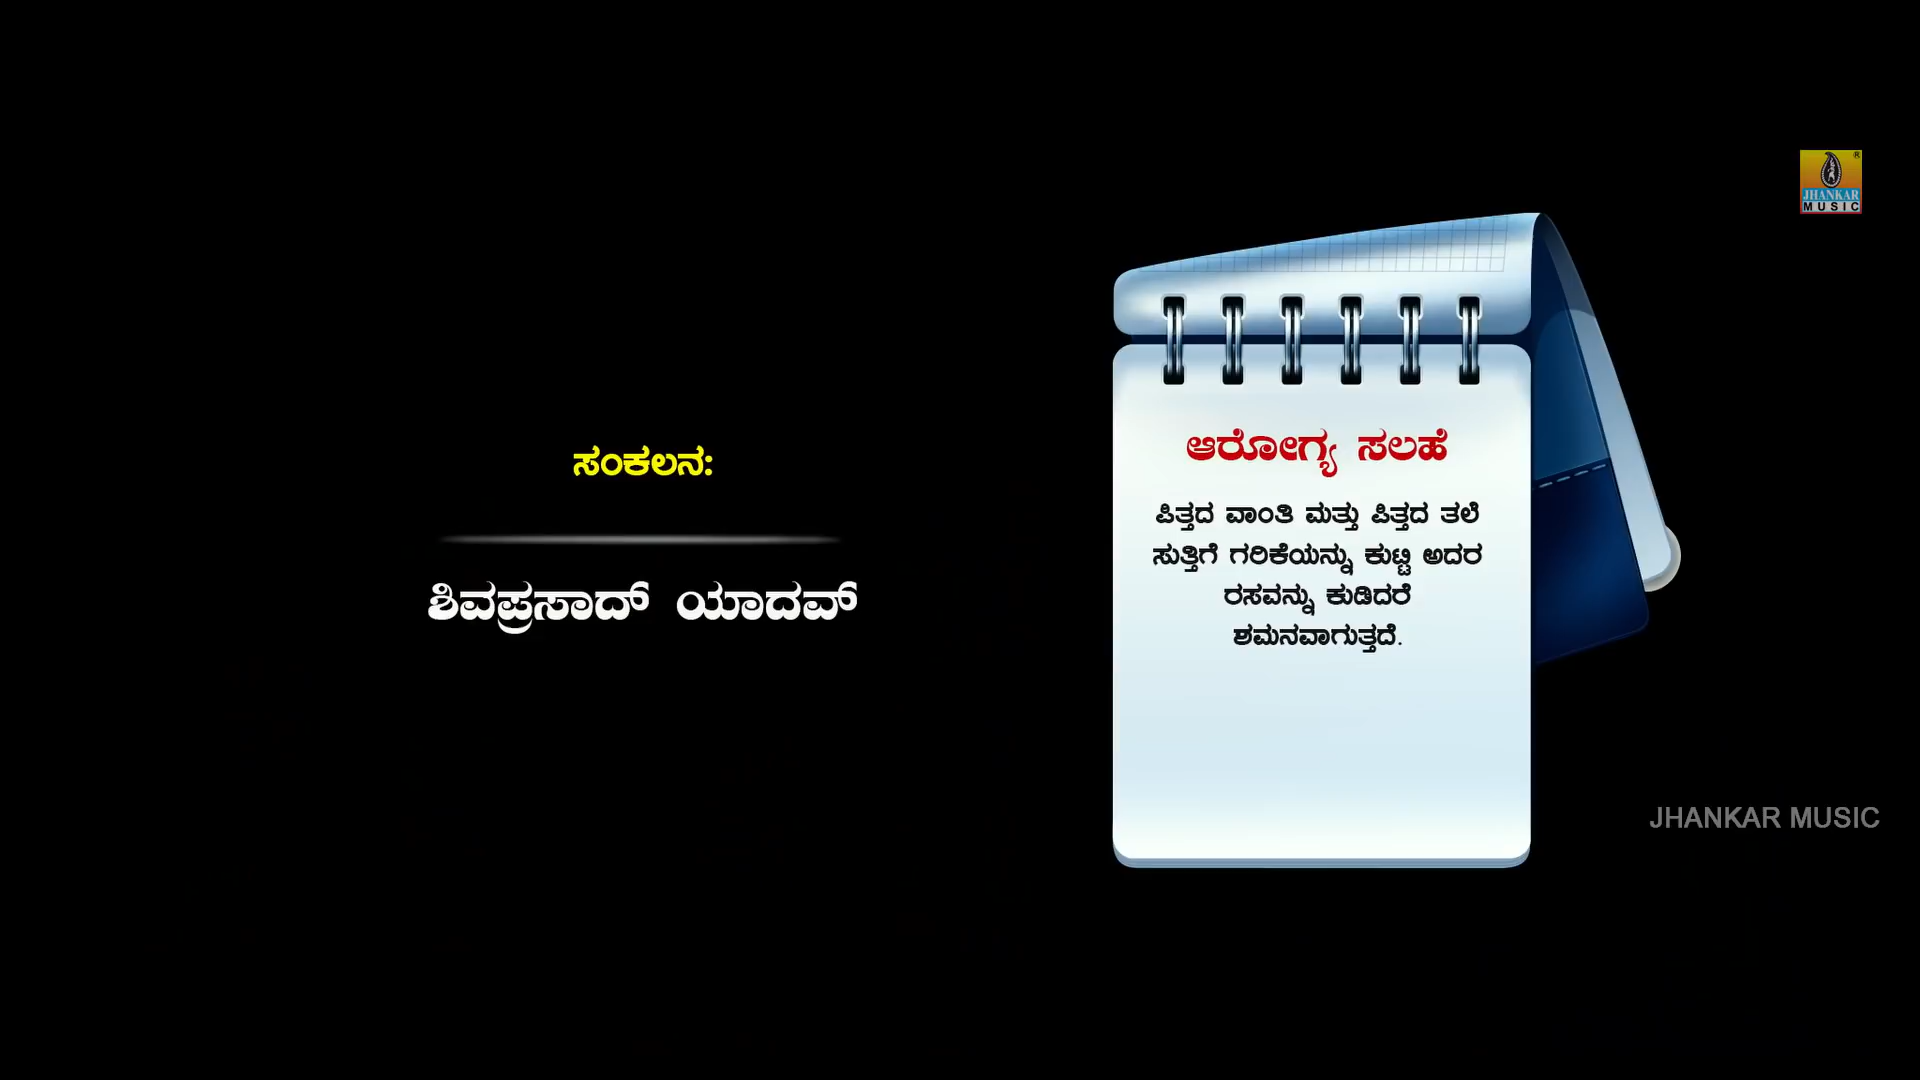 ಸಂಕಲನ:
ಶಿವಪ್ರಸಾದ್ ಯಾದವ್
®
JHANKAR
MUSIC
ಆರೋಗ್ಯ ಸಲಹೆ
ಪಿತ್ತದ ವಾಂತಿ ಮತ್ತು ಪಿತ್ತದ ತಲೆ
ಸುತ್ತಿಗೆ ಗರಿಕೆಯನ್ನು ಕುಟ್ಟಿ ಅದರ
ರಸವನ್ನು ಕುಡಿದರೆ
ಶಮನವಾಗುತ್ತದೆ.
JHANKAR MUSIC